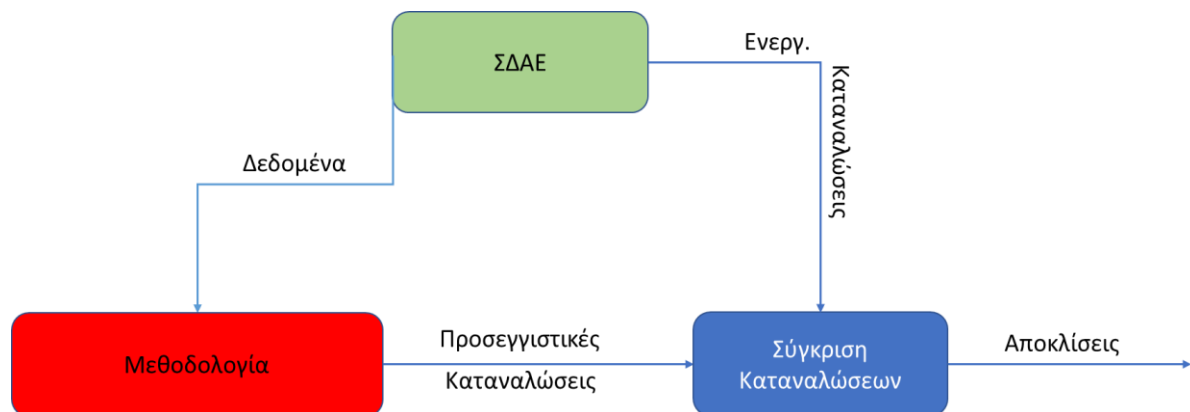 ΣΔΑΕ
Ενεργ.
Καταναλώσεις
Δεδομένα
Μεθοδολογία
Προσεγγιστικές
Καταναλώσεις
Σύγκριση
Καταναλώσεων
Αποκλίσεις